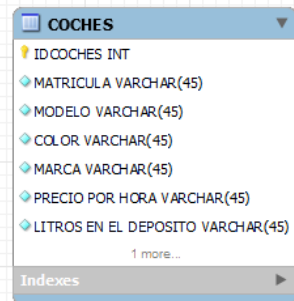 COCHES
IDCOCHES INT
MATRICULA VARCHAR(45)
MODELO VARCHAR(45)
COLOR VARCHAR(45)
MARCA VARCHAR(45)
PRECIO POR HORA VARCHAR(45)
LITROS EN EL DEPOSITO VARCHAR(45)
1 more...
Indexes